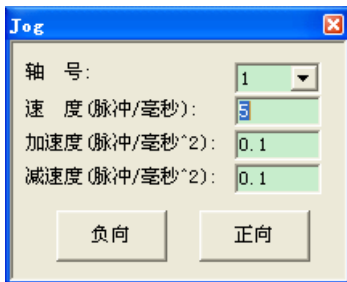 Jog
轴 号: 1
速 度(脉冲/毫秒): 5
加速度(脉冲/毫秒^2): 0.1
减速度(脉冲/毫秒^2): 0.1
负向 正向